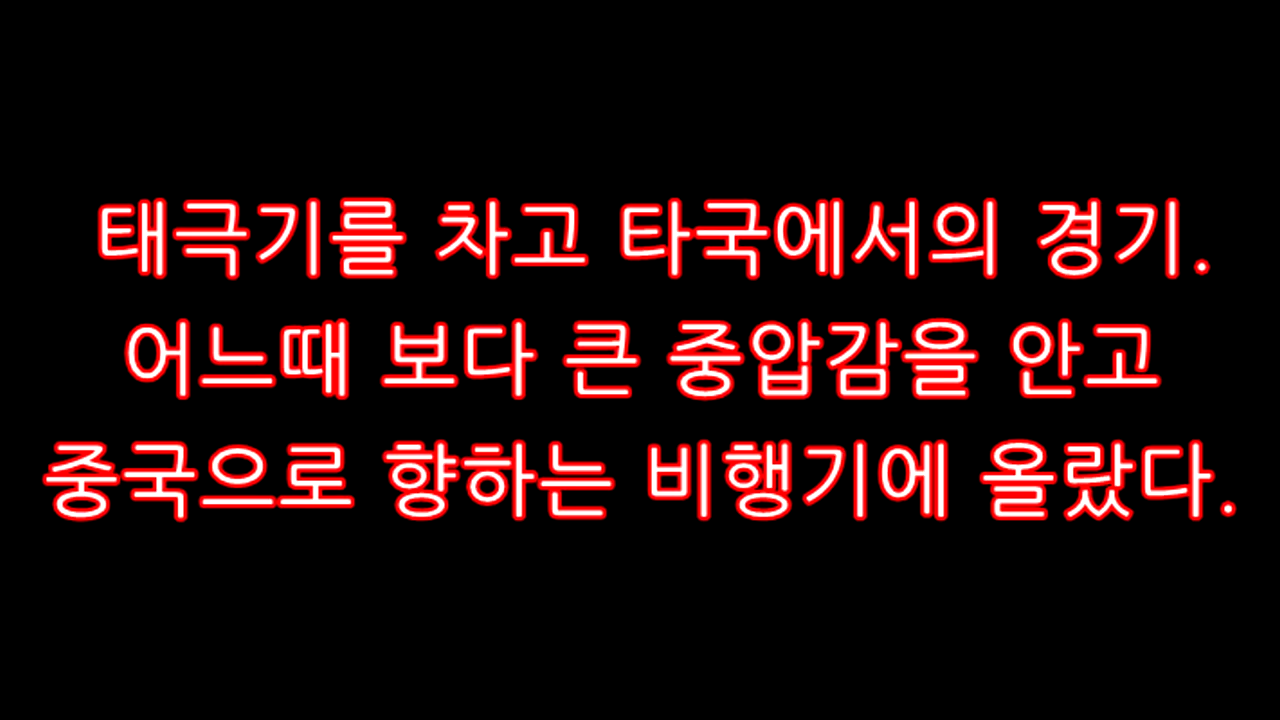 태극기를 차고 타국에서의 경기.
어느때 보다 큰 중압감을 안고
중국으로 향하는 비행기에 올랐다.